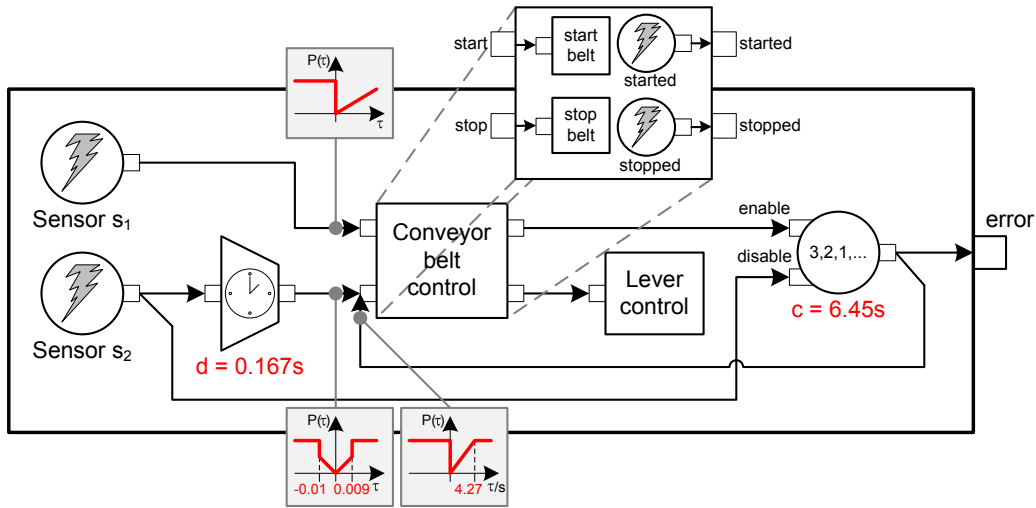 start
start
belt
started
started
stop
stop
belt
stopped
stopped
P(τ)
τ
Sensor s1
Conveyor
belt
control
enable
disable
3,2,1,...
error
c = 6.45s
Lever
control
Sensor s2
d = 0.167s
P(τ)
-0.01
0.009
τ
P(τ)
4.27
τ/s